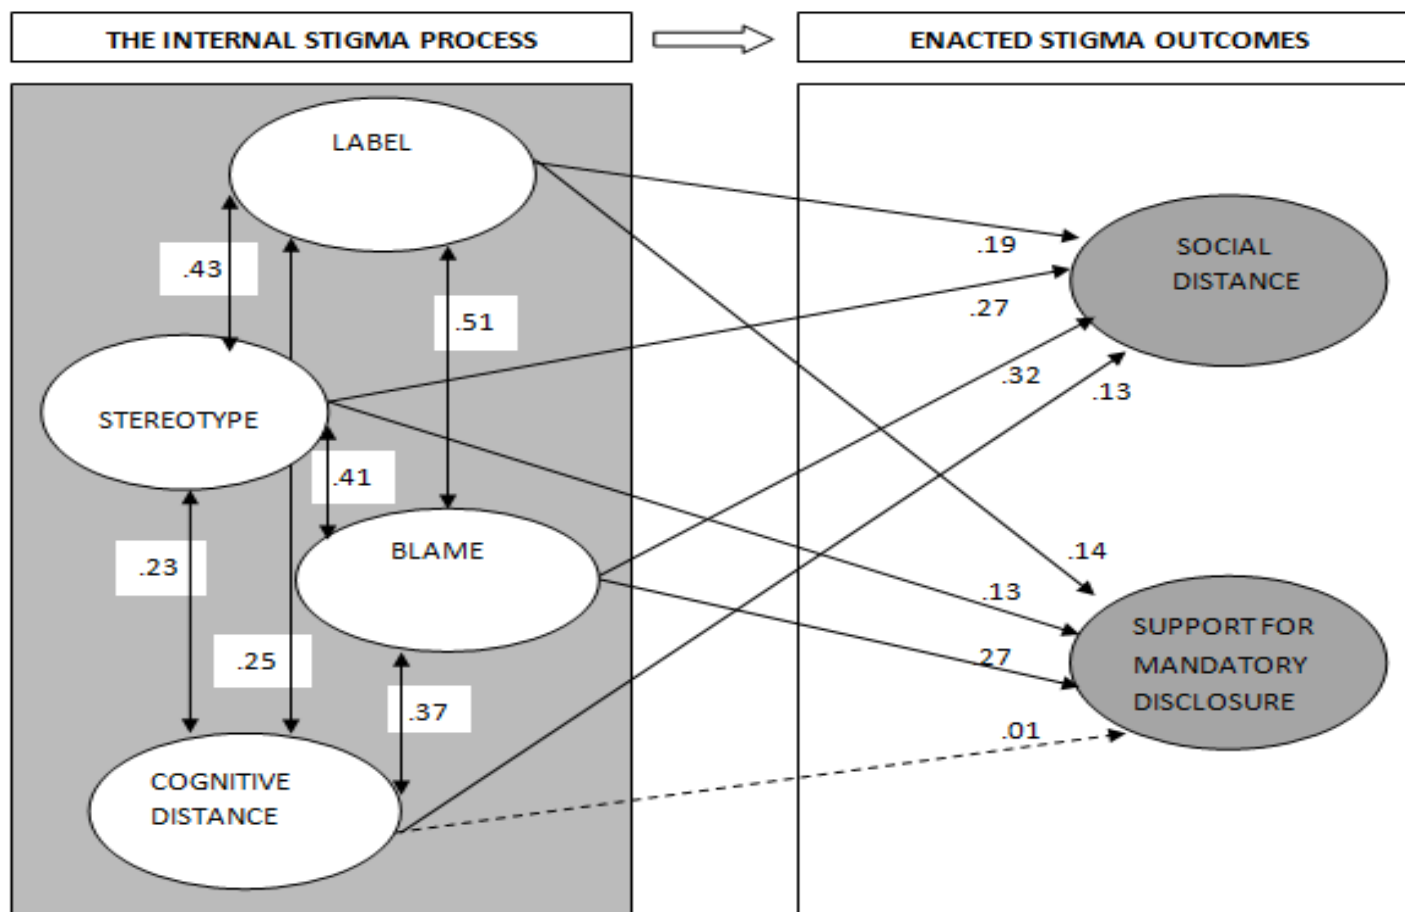 THE INTERNAL STIGMA PROCESS
ENACTED STIGMA OUTCOMES
LABEL
.43
.51
STEREOTYPE
.41
BLAME
.23
.25
.37
COGNITIVE
DISTANCE
.19
.27
.32
.13
SOCIAL
DISTANCE
.14
.13
.27
.01
SUPPORT FOR
MANDATORY
DISCLOSURE